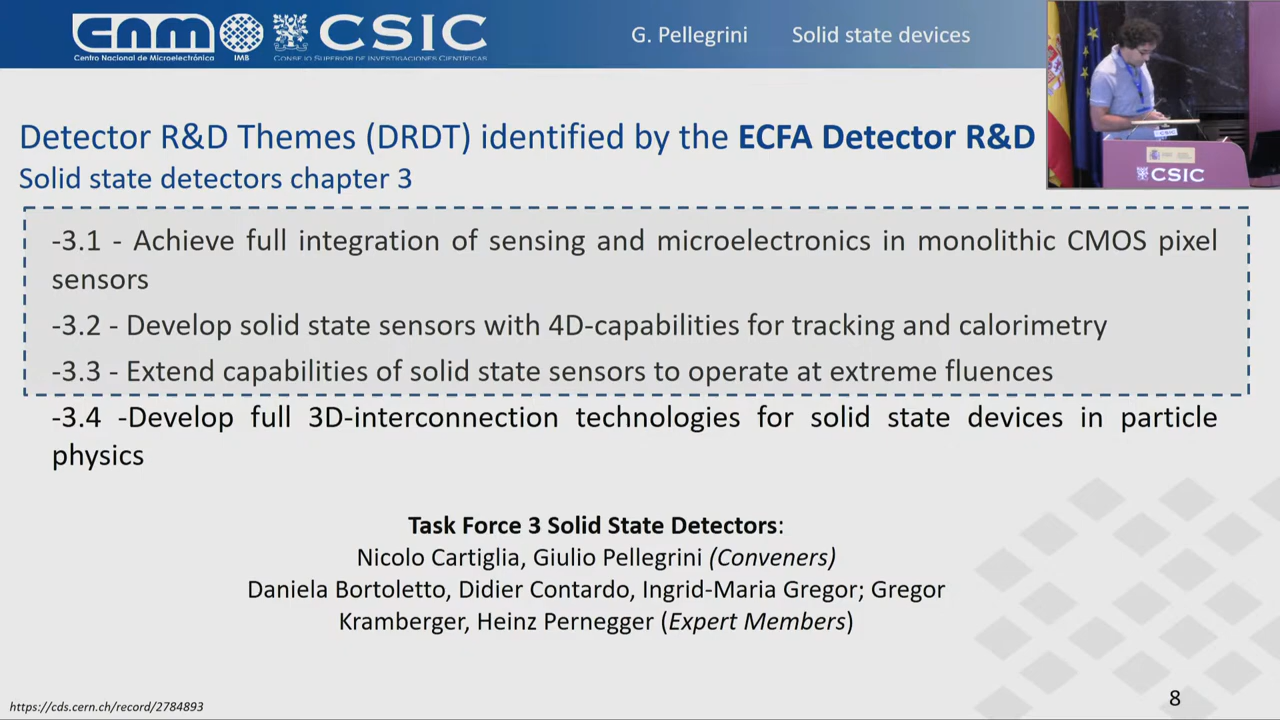 cnm
Centro Nacional de Microelectrónica
IMB
CSIC
CONSEJO SUPERIOR DE INVESTIGACIONES CIENTÍFICAS
G. Pellegrini Solid state devices
Detector R&D Themes (DRDT) identified by the ECFA Detector R&D
Solid state detectors chapter 3
-3.1 - Achieve full integration of sensing and microelectronics in monolithic CMOS pixel
sensors
-3.2 - Develop solid state sensors with 4D-capabilities for tracking and calorimetry
-3.3 - Extend capabilities of solid state sensors to operate at extreme fluences
-3.4 -Develop full 3D-interconnection technologies for solid state devices in particle
physics
Task Force 3 Solid State Detectors:
Nicolo Cartiglia, Giulio Pellegrini (Conveners)
Daniela Bortoletto, Didier Contardo, Ingrid-Maria Gregor; Gregor
Kramberger, Heinz Pernegger (Expert Members)
https://cds.cern.ch/record/2784893
8
CSIC
CSIC